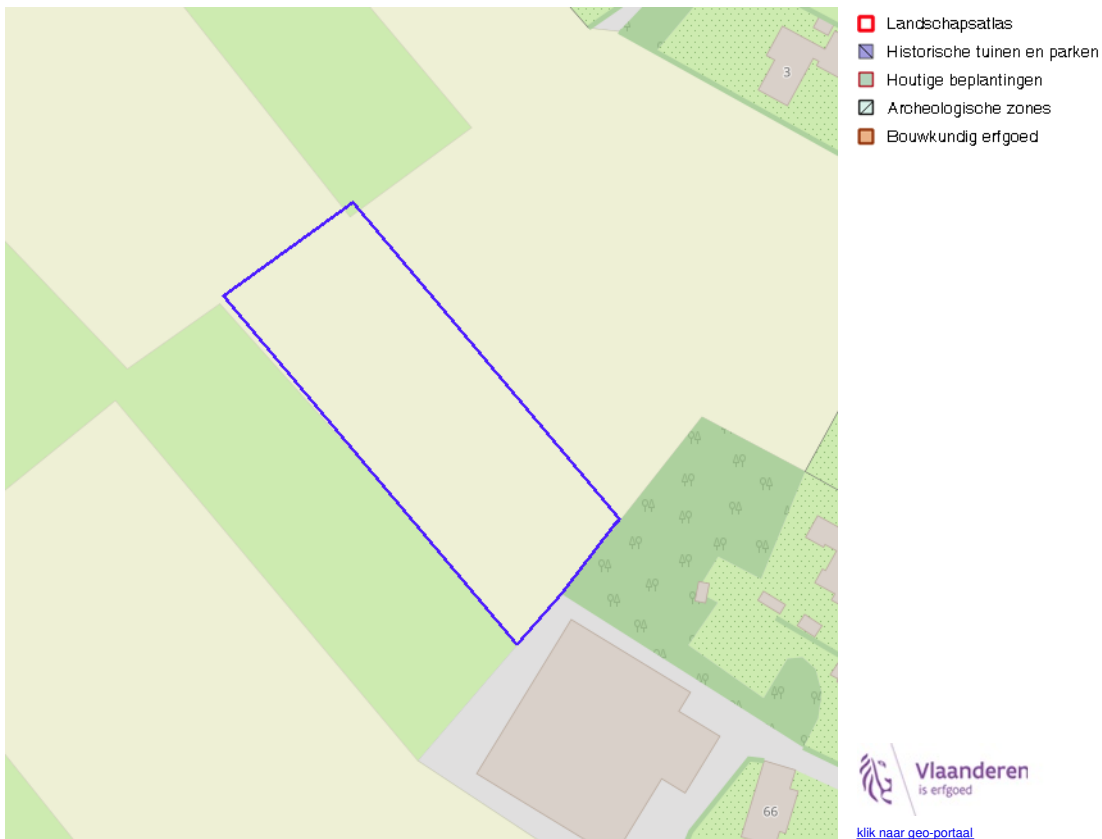 Landschapsatlas
Historische tuinen en parken
Houtige beplantingen
Archeologische zones
Bouwkundig erfgoed
3
66
Vlaanderen
is erfgoed
klik naar geo-portaal